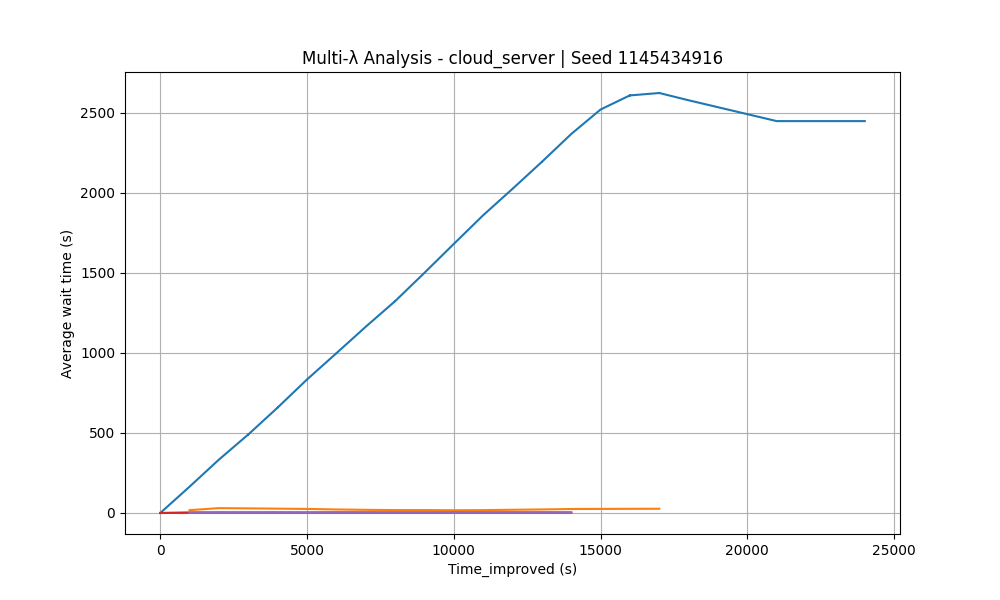 Multi-λ Analysis - cloud_server | Seed 1145434916
Average wait time (s)
2500
2000
1500
1000
500
0
0 5000 10000 15000 20000 25000
Time_improved (s)